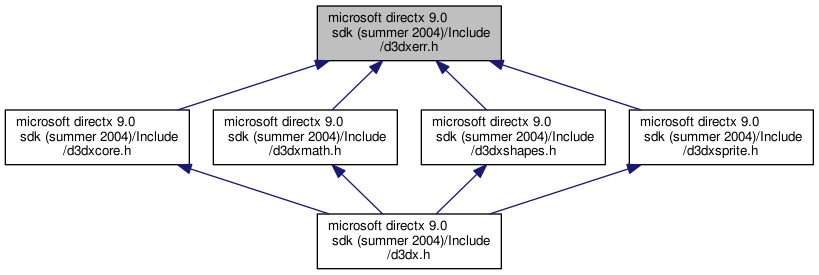 microsoft directx 9.0
sdk (summer 2004)/Include
/d3dxerr.h
microsoft directx 9.0
sdk (summer 2004)/Include
/d3dxcore.h
microsoft directx 9.0
sdk (summer 2004)/Include
/d3dxmath.h
microsoft directx 9.0
sdk (summer 2004)/Include
/d3dxshapes.h
microsoft directx 9.0
sdk (summer 2004)/Include
/d3dxsprite.h
microsoft directx 9.0
sdk (summer 2004)/Include
/d3dx.h